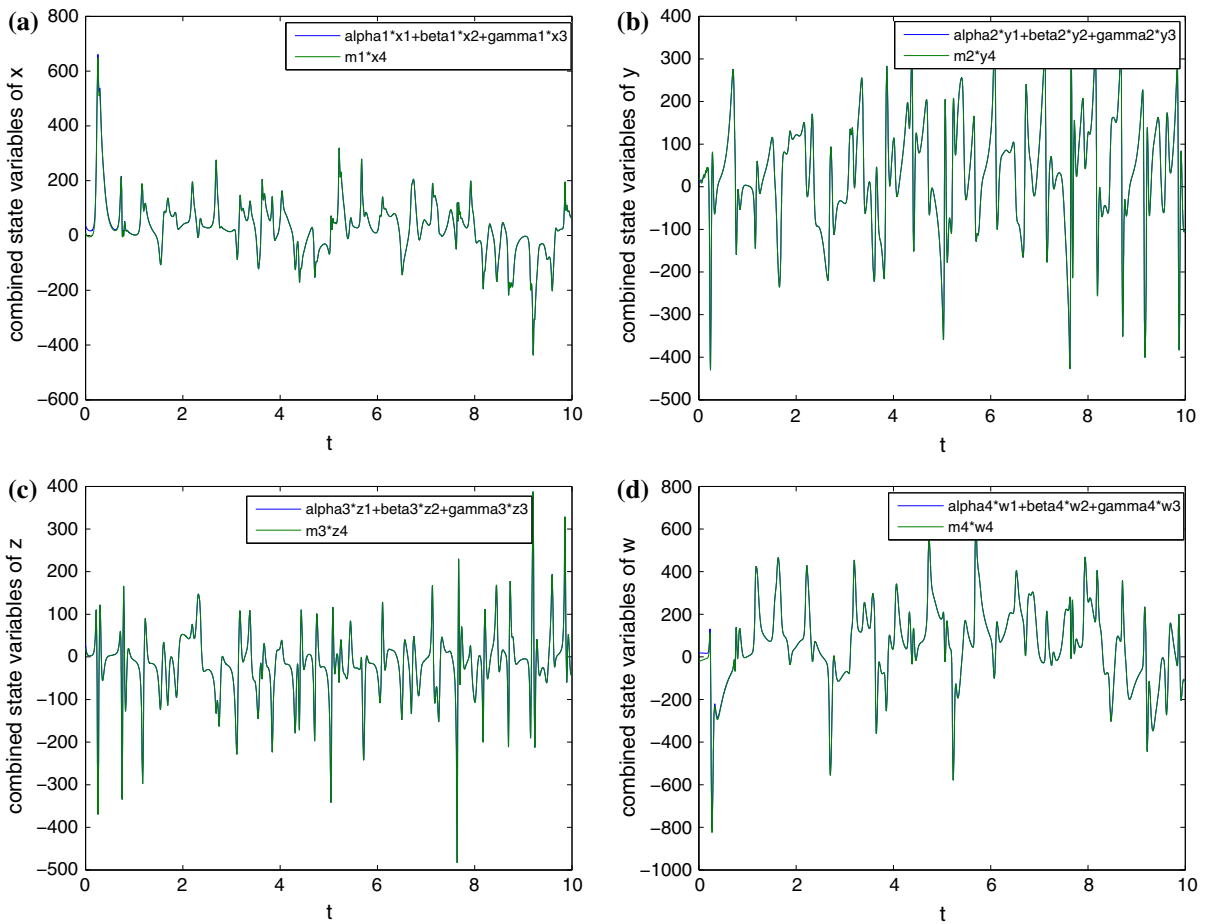 (a)
800
600
400
200
0
−200
−400
−600
0 2 4 6 8 10
t
combined state variables of x
alpha1*x1+beta1*x2+gamma1*x3
m1*x4
(b)
400
300
200
100
0
−100
−200
−300
−400
−500
0 2 4 6 8 10
t
combined state variables of y
alpha2*y1+beta2*y2+gamma2*y3
m2*y4
(c)
400
300
200
100
0
−100
−200
−300
−400
−500
0 2 4 6 8 10
t
combined state variables of z
alpha3*z1+beta3*z2+gamma3*z3
m3*z4
(d)
800
600
400
200
0
−200
−400
−600
−800
−1000
0 2 4 6 8 10
t
combined state variables of w
alpha4*w1+beta4*w2+gamma4*w3
m4*w4